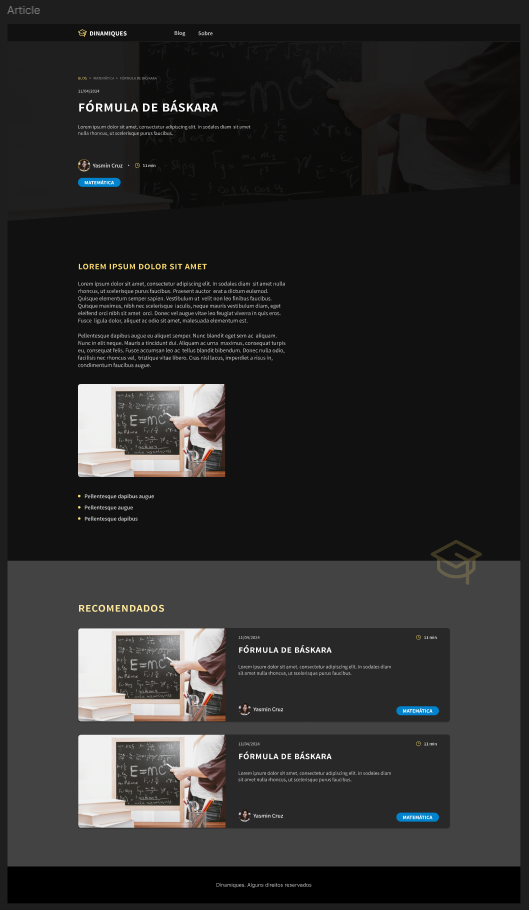 Article
DINAMIQUES
Blog
Sobre
BLOG • MATEMÁTICA • FÓRMULA DE BÁSKARA
11/04/2024
FÓRMULA DE BÁSKARA
Lorem ipsum dolor sit amet, consectetur adipiscing elit. In sodales diam sit amet
nulla rhoncus, ut scelerisque purus faucibus.
Yasmin Cruz • 11 min
MATEMÁTICA
LOREM IPSUM DOLOR SIT AMET
Lorem ipsum dolor sit amet, consectetur adipiscing elit. In sodales diam sit amet nulla
rhoncus, ut scelerisque purus faucibus. Praesent auctor erat a dictum euismod.
Quisque elementum semper sapien. Vestibulum ut velit non leo finibus faucibus.
Quisque maximus, nibh nec scelerisque iaculis, neque mauris vestibulum diam, eget
eleifend orci nibh sit amet orci. Donec vel augue vitae leo feugiat viverra in quis eros.
Fusce ligula dolor, aliquet ac odio sit amet, malesuada elementum est.
Pellentesque dapibus augue eu aliquet semper. Nunc blandit eget sem ac aliquam.
Nunc in elit neque. Mauris a tincidunt dui. Aliquam ac urna maximus, consequat turpis
eu, consequat felis. Fusce accumsan leo ac tellus blandit bibendum. Donec nulla odio,
facilisis nec rhoncus vel, tristique vitae libero. Cras nisl lacus, imperdiet a risus in,
condimentum faucibus augue.
E=mc²
Pellentesque dapibus augue
Pellentesque augue
Pellentesque dapibus
RECOMENDADOS
E=mc²
11/04/2024
11 min
FÓRMULA DE BÁSKARA
Lorem ipsum dolor sit amet, consectetur adipiscing elit. In sodales diam
sit amet nulla rhoncus, ut scelerisque purus faucibus.
Yasmin Cruz
MATEMÁTICA
E=mc²
11/04/2024
11 min
FÓRMULA DE BÁSKARA
Lorem ipsum dolor sit amet, consectetur adipiscing elit. In sodales diam
sit amet nulla rhoncus, ut scelerisque purus faucibus.
Yasmin Cruz
MATEMÁTICA
Dinamiques. Alguns direitos reservados